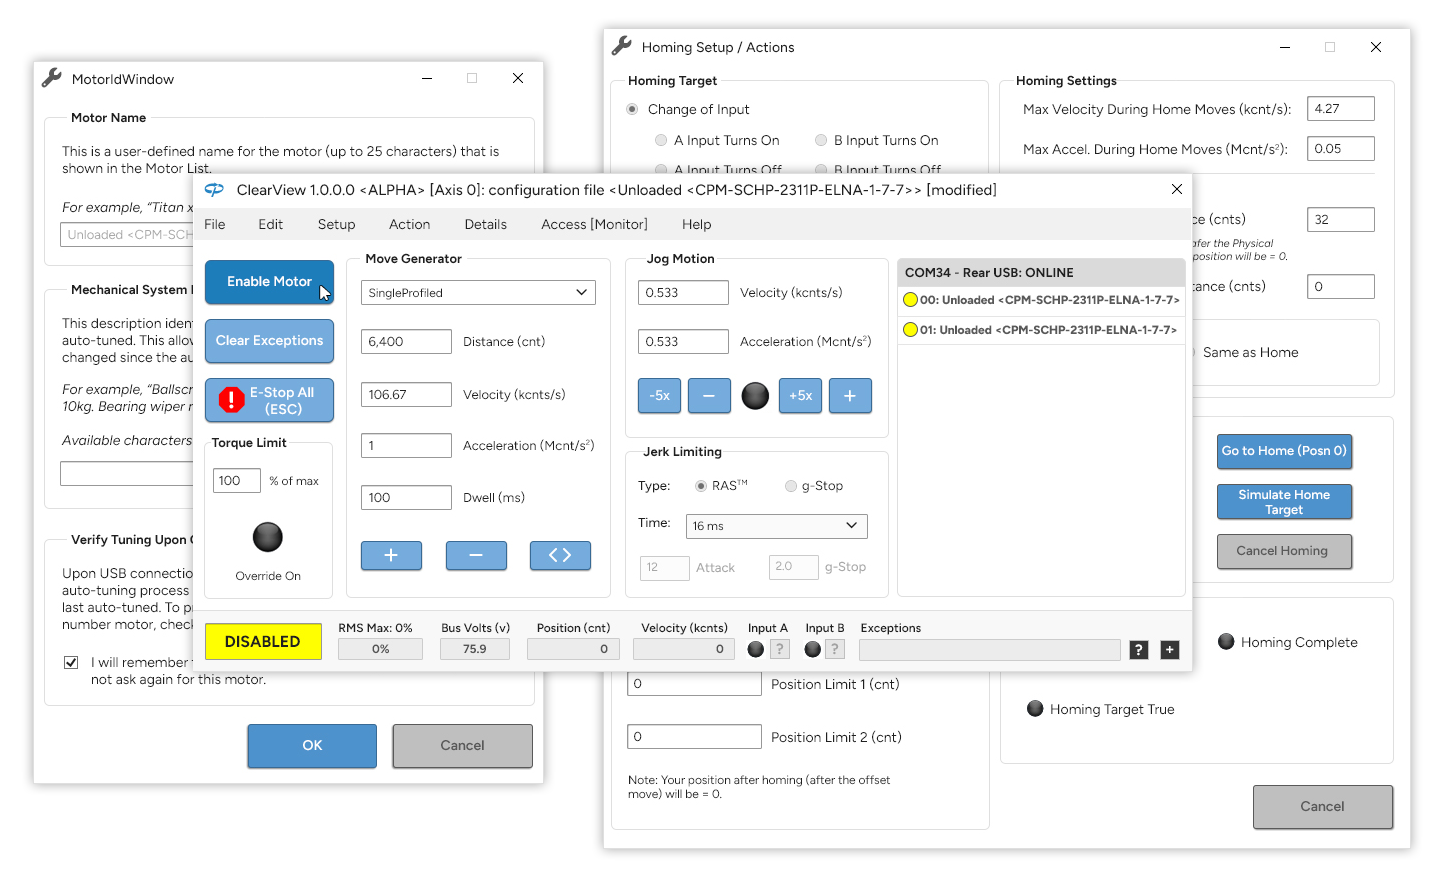 MotorIdWindow
Motor Name
This is a user-defined name for the motor (up to 25 characters) that is
shown in the Motor List.
For example, "Titan x
Unloaded <CPM-SCH
Mechanical System
This description iden
auto-tuned. This allow
changed since the au
For example, "Ballscr
10kg. Bearing wiper r
Available characters
Verify Tuning Upon
Upon USB connectio
auto-tuning process
last auto-tuned. To p
number motor, check
I will remember
not ask again for this motor.
OK
Cancel
Homing Setup / Actions
Homing Target
Change of Input
A Input Turns On
B Input Turns On
A Input Turns Off
B Input Turns Off
Homing Settings
Max Velocity During Home Moves (kcnt/s):
4.27
Max Accel. During Home Moves (Mcnt/s²):
0.05
ce (cnts)
32
afer the Physical
position will be = 0.
tance (cnts)
0
Same as Home
Go to Home (Posn 0)
Simulate Home
Target
Cancel Homing
Homing Complete
Homing Target True
0
Position Limit 1 (cnt)
0
Position Limit 2 (cnt)
Note: Your position after homing (after the offset
move) will be = 0.
Cancel
ClearView 1.0.0.0 <ALPHA> [Axis 0]: configuration file <Unloaded <CPM-SCHP-2311P-ELNA-1-7-7>> [modified]
File
Edit
Setup
Action
Details
Access [Monitor]
Help
Enable Motor
Clear Exceptions
E-Stop All
(ESC)
Torque Limit
100
% of max
Override On
Move Generator
SingleProfiled
6,400
Distance (cnt)
106.67
Velocity (kcnts/s)
1
Acceleration (Mcnt/s²)
100
Dwell (ms)
+
−
<>
Jog Motion
0.533
Velocity (kcnts/s)
0.533
Acceleration (Mcnt/s²)
-5x
−
+5x
+
Jerk Limiting
Type:
RAS™
g-Stop
Time:
16 ms
12
Attack
2.0
g-Stop
COM34 - Rear USB: ONLINE
00: Unloaded <CPM-SCHP-2311P-ELNA-1-7-7>
01: Unloaded <CPM-SCHP-2311P-ELNA-1-7-7>
DISABLED
RMS Max: 0%
0%
Bus Volts (v)
75.9
Position (cnt)
0
Velocity (kcnts)
0
Input A
?
Input B
?
Exceptions
?
+